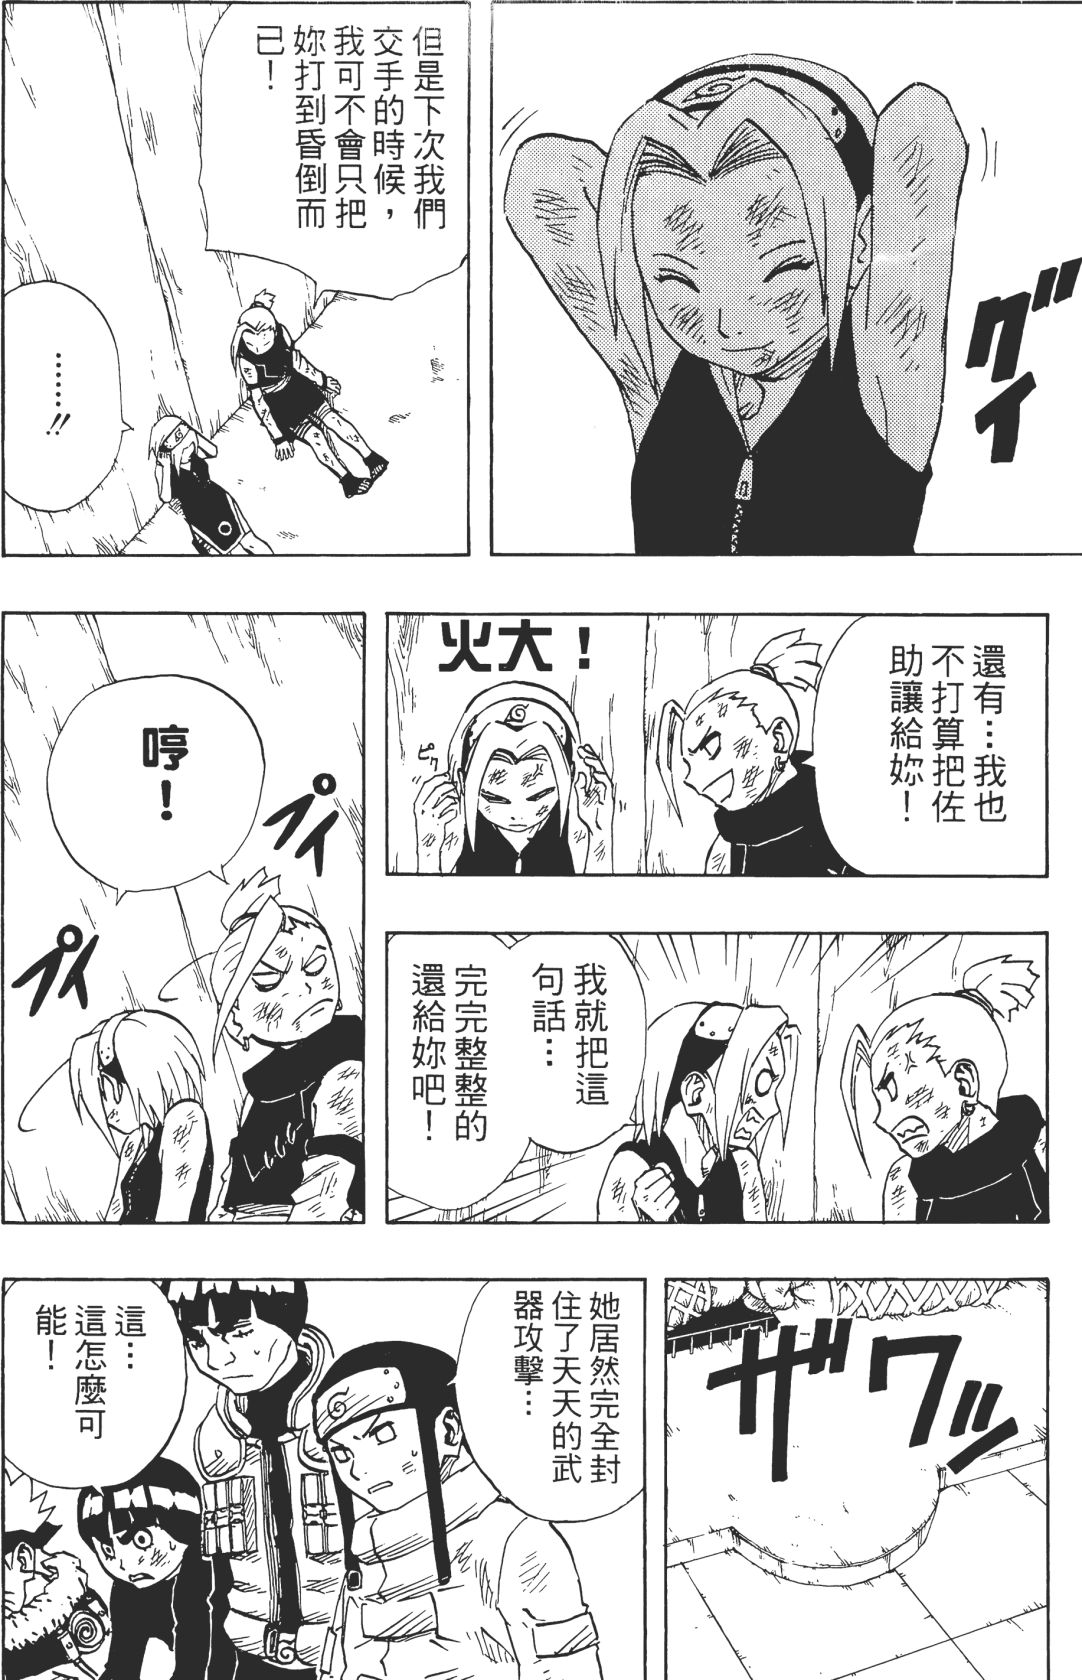 グイ
但是下次我們
交手的時候，
我可不會只把
妳打到昏倒而
已！
……!!
還有…我也
不打算把佐
助讓給妳！
火大！
ピク
我就把這
句話…
完完整整的
還給妳吧！
哼！
プイ
プイ
ザワ
她居然完全封
住了天天的武
器攻擊…
這…
這怎麼可
能！